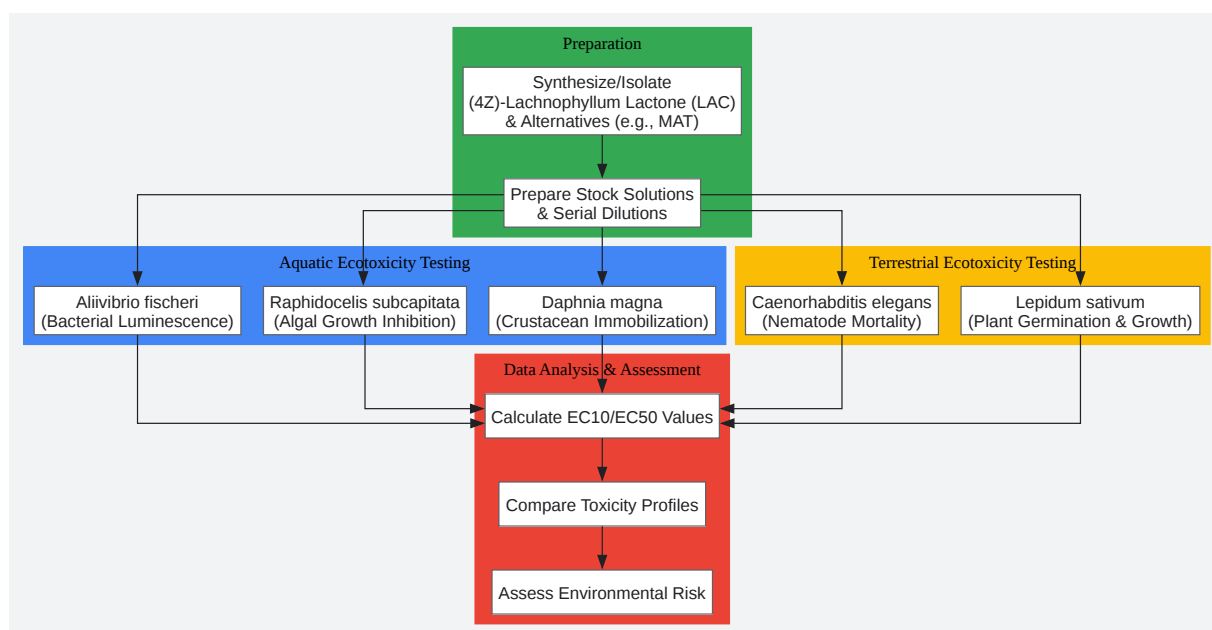 Preparation
Synthesize/Isolate
(4Z)-Lachnophyllum Lactone (LAC)
& Alternatives (e.g., MAT)
Prepare Stock Solutions
& Serial Dilutions
Aquatic Ecotoxicity Testing
Aliivibrio fischeri
(Bacterial Luminescence)
Raphidocelis subcapitata
(Algal Growth Inhibition)
Daphnia magna
(Crustacean Immobilization)
Terrestrial Ecotoxicity Testing
Caenorhabditis elegans
(Nematode Mortality)
Lepidum sativum
(Plant Germination & Growth)
Data Analysis & Assessment
Calculate EC10/EC50 Values
Compare Toxicity Profiles
Assess Environmental Risk